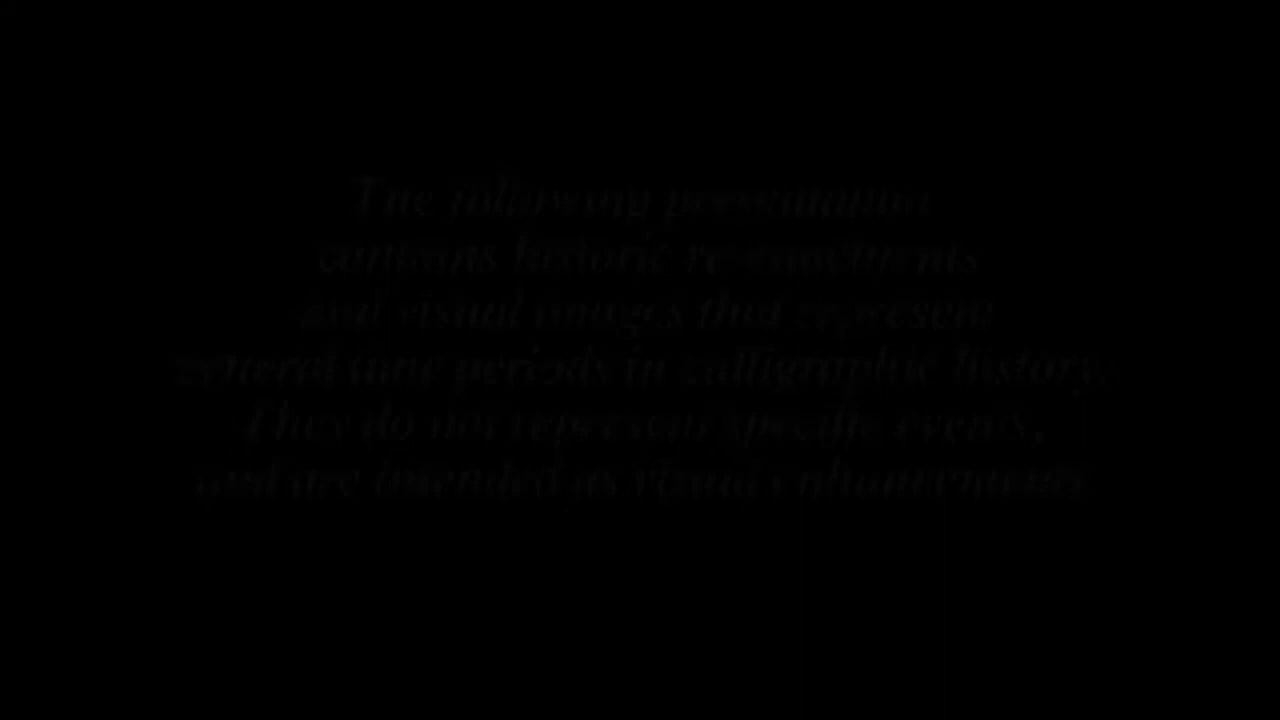 The following presentation
contains historic re-enactments
and visual images that represent
general time periods in calligraphic history.
They do not represent specific events,
and are intended as visual enhancements